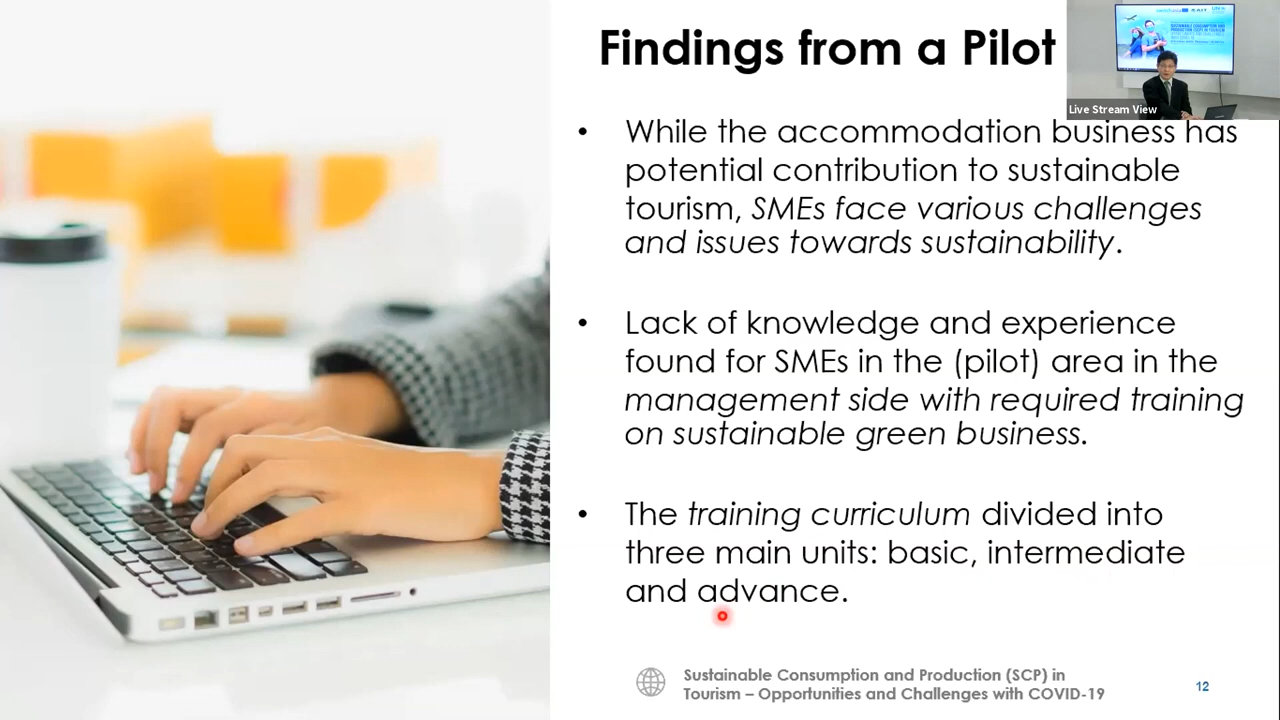 Findings from a Pilot
Live Stream View
• While the accommodation business has
potential contribution to sustainable
tourism, SMEs face various challenges
and issues towards sustainability.
• Lack of knowledge and experience
found for SMEs in the (pilot) area in the
management side with required training
on sustainable green business.
• The training curriculum divided into
three main units: basic, intermediate
and advance.
Sustainable Consumption and Production (SCP) in
Tourism – Opportunities and Challenges with COVID-19
12